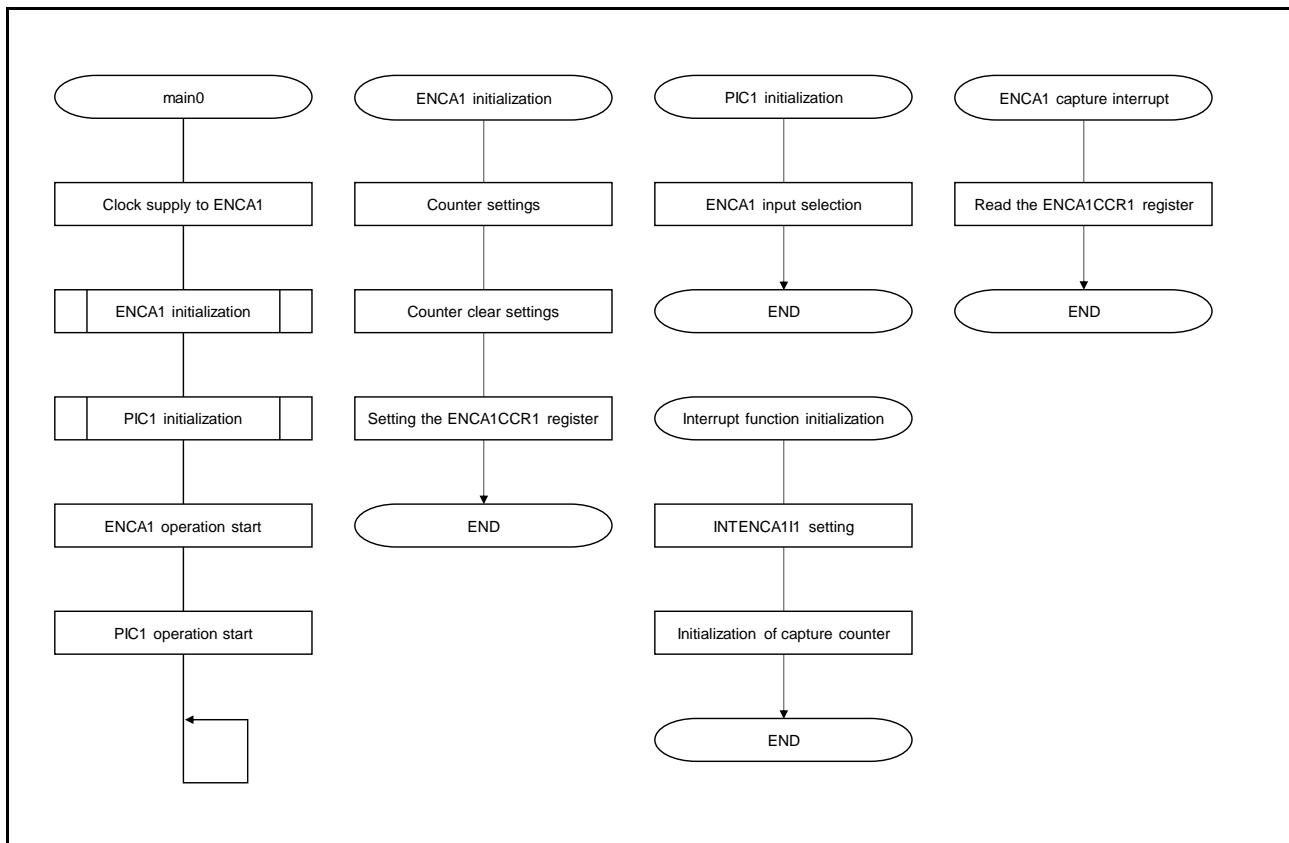 main0
Clock supply to ENCA1
ENCA1 initialization
PIC1 initialization
ENCA1 operation start
PIC1 operation start
ENCA1 initialization
Counter settings
Counter clear settings
Setting the ENCA1CCR1 register
END
PIC1 initialization
ENCA1 input selection
END
Interrupt function initialization
INTENCA1I1 setting
Initialization of capture counter
END
ENCA1 capture interrupt
Read the ENCA1CCR1 register
END